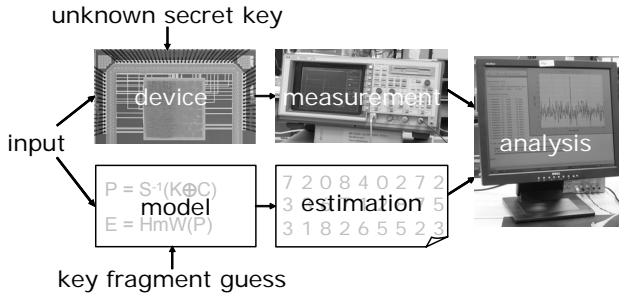 unknown secret key
device
measurement
analysis
input
P = S⁻¹(K⊕C)
model
E = HmW(P)
7 2 0 8 4 0 2 7 2
estimation
3 1 8 2 6 5 5 2 3
key fragment guess